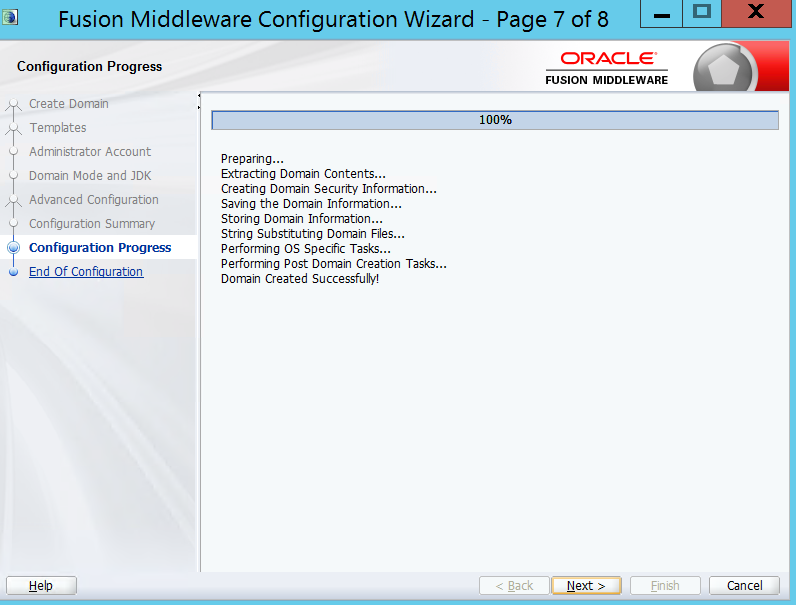 Fusion Middleware Configuration Wizard - Page 7 of 8
Configuration Progress
ORACLE
FUSION MIDDLEWARE
Create Domain
Templates
Administrator Account
Domain Mode and JDK
Advanced Configuration
Configuration Summary
Configuration Progress
End Of Configuration
100%
Preparing...
Extracting Domain Contents...
Creating Domain Security Information...
Saving the Domain Information...
Storing Domain Information...
String Substituting Domain Files...
Performing OS Specific Tasks...
Performing Post Domain Creation Tasks...
Domain Created Successfully!
Help
< Back
Next >
Finish
Cancel